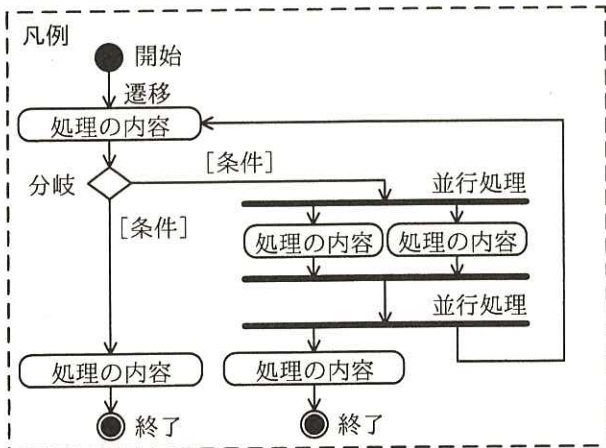 凡例
開始
遷移
処理の内容
分岐
[条件]
並行処理
[条件]
処理の内容
処理の内容
並行処理
処理の内容
処理の内容
終了
終了